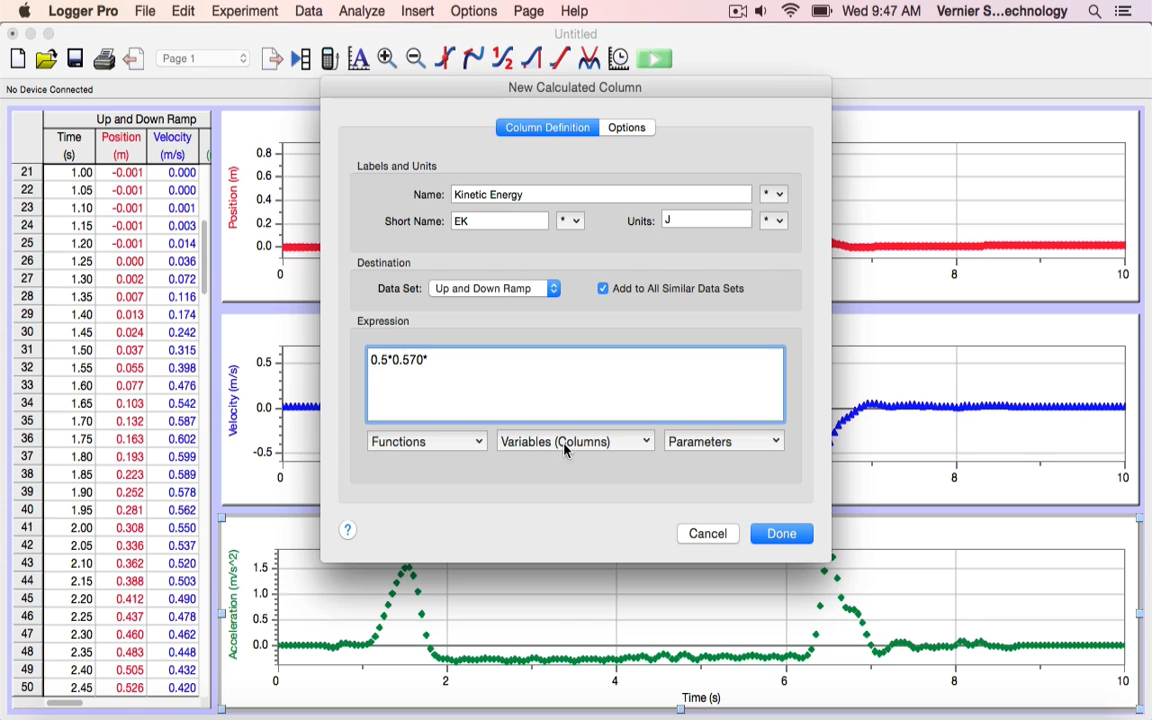 Logger Pro File Edit Experiment Data Analyze Insert Options Page Help Wed 9:47 AM Vernier S...echnology
Untitled
Page 1
No Device Connected
Up and Down Ramp
Time Position Velocity
(s) (m) (m/s)
21 1.00 -0.001 0.000
22 1.05 -0.001 0.000
23 1.10 -0.001 0.001
24 1.15 -0.001 0.003
25 1.20 -0.001 0.014
26 1.25 0.000 0.036
27 1.30 0.002 0.072
28 1.35 0.007 0.116
29 1.40 0.013 0.174
30 1.45 0.024 0.242
31 1.50 0.037 0.315
32 1.55 0.055 0.398
33 1.60 0.077 0.476
34 1.65 0.103 0.542
35 1.70 0.132 0.587
36 1.75 0.163 0.602
37 1.80 0.193 0.599
38 1.85 0.223 0.589
39 1.90 0.252 0.578
40 1.95 0.281 0.562
41 2.00 0.308 0.550
42 2.05 0.336 0.537
43 2.10 0.362 0.520
44 2.15 0.388 0.503
45 2.20 0.412 0.490
46 2.25 0.437 0.478
47 2.30 0.460 0.462
48 2.35 0.483 0.448
49 2.40 0.505 0.432
50 2.45 0.526 0.420
Position (m)
0.8
0.6
0.4
0.2
0.0
0 8 10
Velocity (m/s)
0.5
0.0
-0.5
0 8 10
Acceleration (m/s^2)
1.5
1.0
0.5
0.0
0 2 4 6 8 10
Time (s)
New Calculated Column
Column Definition Options
Labels and Units
Name: Kinetic Energy *
Short Name: EK * Units: J *
Destination
Data Set: Up and Down Ramp Add to All Similar Data Sets
Expression
0.5*0.570*
Functions Variables (Columns) Parameters
? Cancel Done